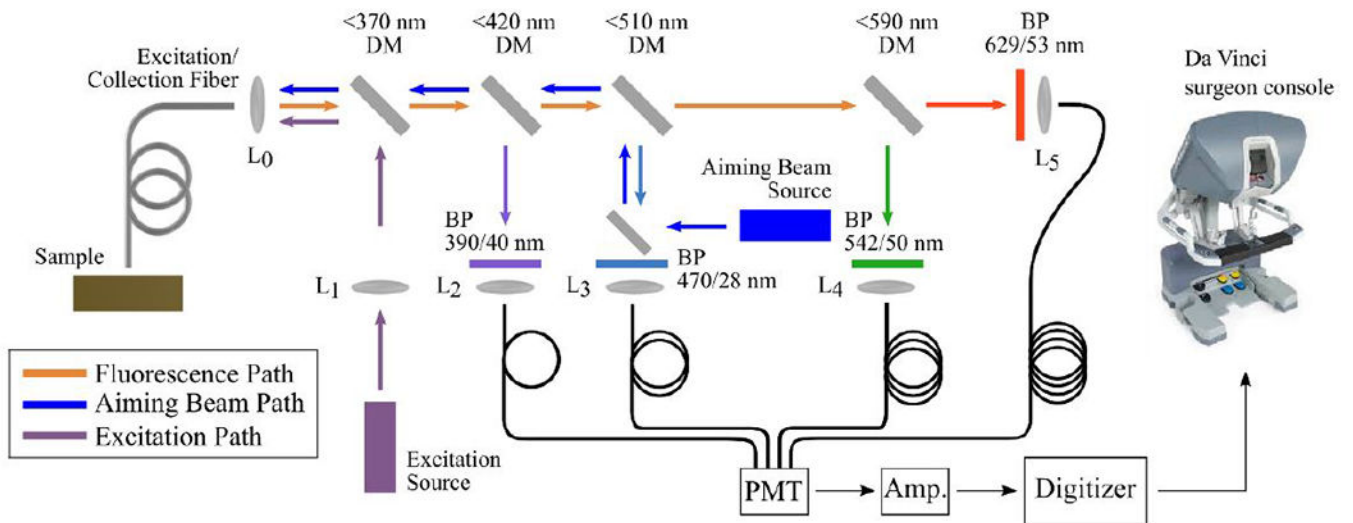 <370 nm
DM
<420 nm
DM
<510 nm
DM
<590 nm
DM
BP
629/53 nm
Excitation/
Collection Fiber
Da Vinci
surgeon console
L0
L5
Aiming Beam
Source
BP
390/40 nm
BP
542/50 nm
Sample
BP
470/28 nm
L1
L2
L3
L4
Fluorescence Path
Aiming Beam Path
Excitation Path
Excitation
Source
PMT
Amp.
Digitizer